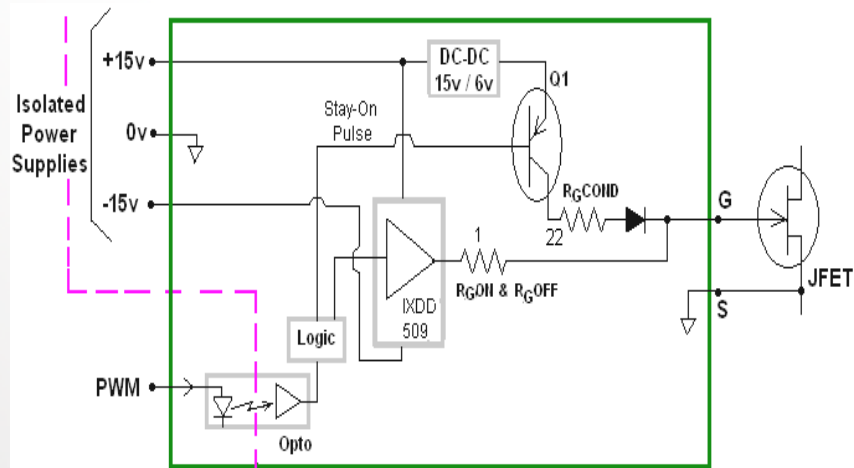 +15v
Isolated
Power
Supplies
0v
-15v
DC-DC
15v / 6v
Q1
Stay-On
Pulse
RGCOND
22
1
RGON & RGOFF
IXDD
509
Logic
PWM
Opto
G
S
JFET